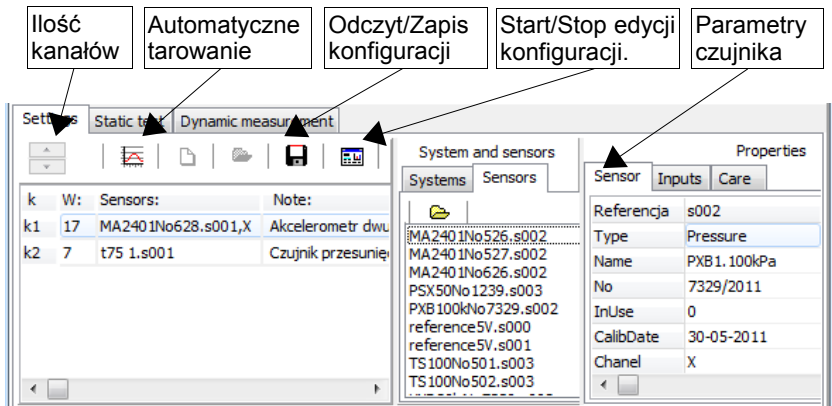 Ilość kanałów
Automatyczne tarowanie
Odczyt/Zapis konfiguracji
Start/Stop edycji konfiguracji.
Parametry czujnika
Settings Static test Dynamic measurement
System and sensors
Systems Sensors
Properties
Sensor Inputs Care
k W: Sensors: Note:
k1 17 MA2401No628.s001,X Akcelerometr dwu
k2 7 t75 1.s001 Czujnik przesunię
MA2401No526.s002
MA2401No527.s002
MA2401No626.s002
PSX50No1239.s003
PXB100kNo7329.s002
reference5V.s000
reference5V.s001
TS100No501.s003
TS100No502.s003
Referencja s002
Type Pressure
Name PXB1.100kPa
No 7329/2011
InUse 0
CalibDate 30-05-2011
Chanel X